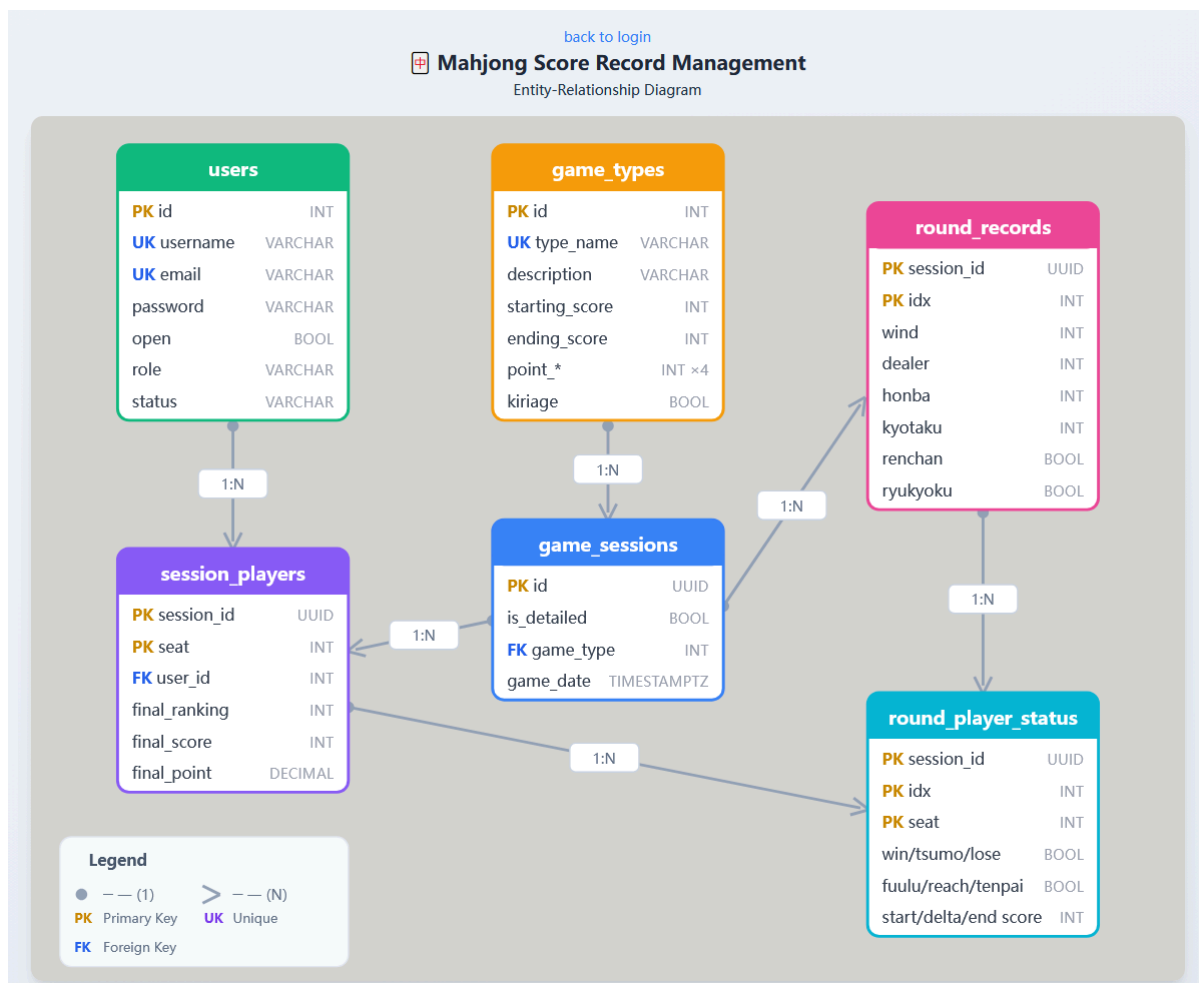 back to login
🀄 Mahjong Score Record Management
Entity-Relationship Diagram
users
PK id INT
UK username VARCHAR
UK email VARCHAR
password VARCHAR
open BOOL
role VARCHAR
status VARCHAR
game_types
PK id INT
UK type_name VARCHAR
description VARCHAR
starting_score INT
ending_score INT
point_* INT ×4
kiriage BOOL
round_records
PK session_id UUID
PK idx INT
wind INT
dealer INT
honba INT
kyotaku INT
renchan BOOL
ryukyoku BOOL
1:N
1:N
1:N
session_players
PK session_id UUID
PK seat INT
FK user_id INT
final_ranking INT
final_score INT
final_point DECIMAL
1:N
game_sessions
PK id UUID
is_detailed BOOL
FK game_type INT
game_date TIMESTAMPTZ
1:N
1:N
round_player_status
PK session_id UUID
PK idx INT
PK seat INT
win/tsumo/lose BOOL
fuulu/reach/tenpai BOOL
start/delta/end score INT
Legend
— — (1) — — (N)
PK Primary Key UK Unique
FK Foreign Key